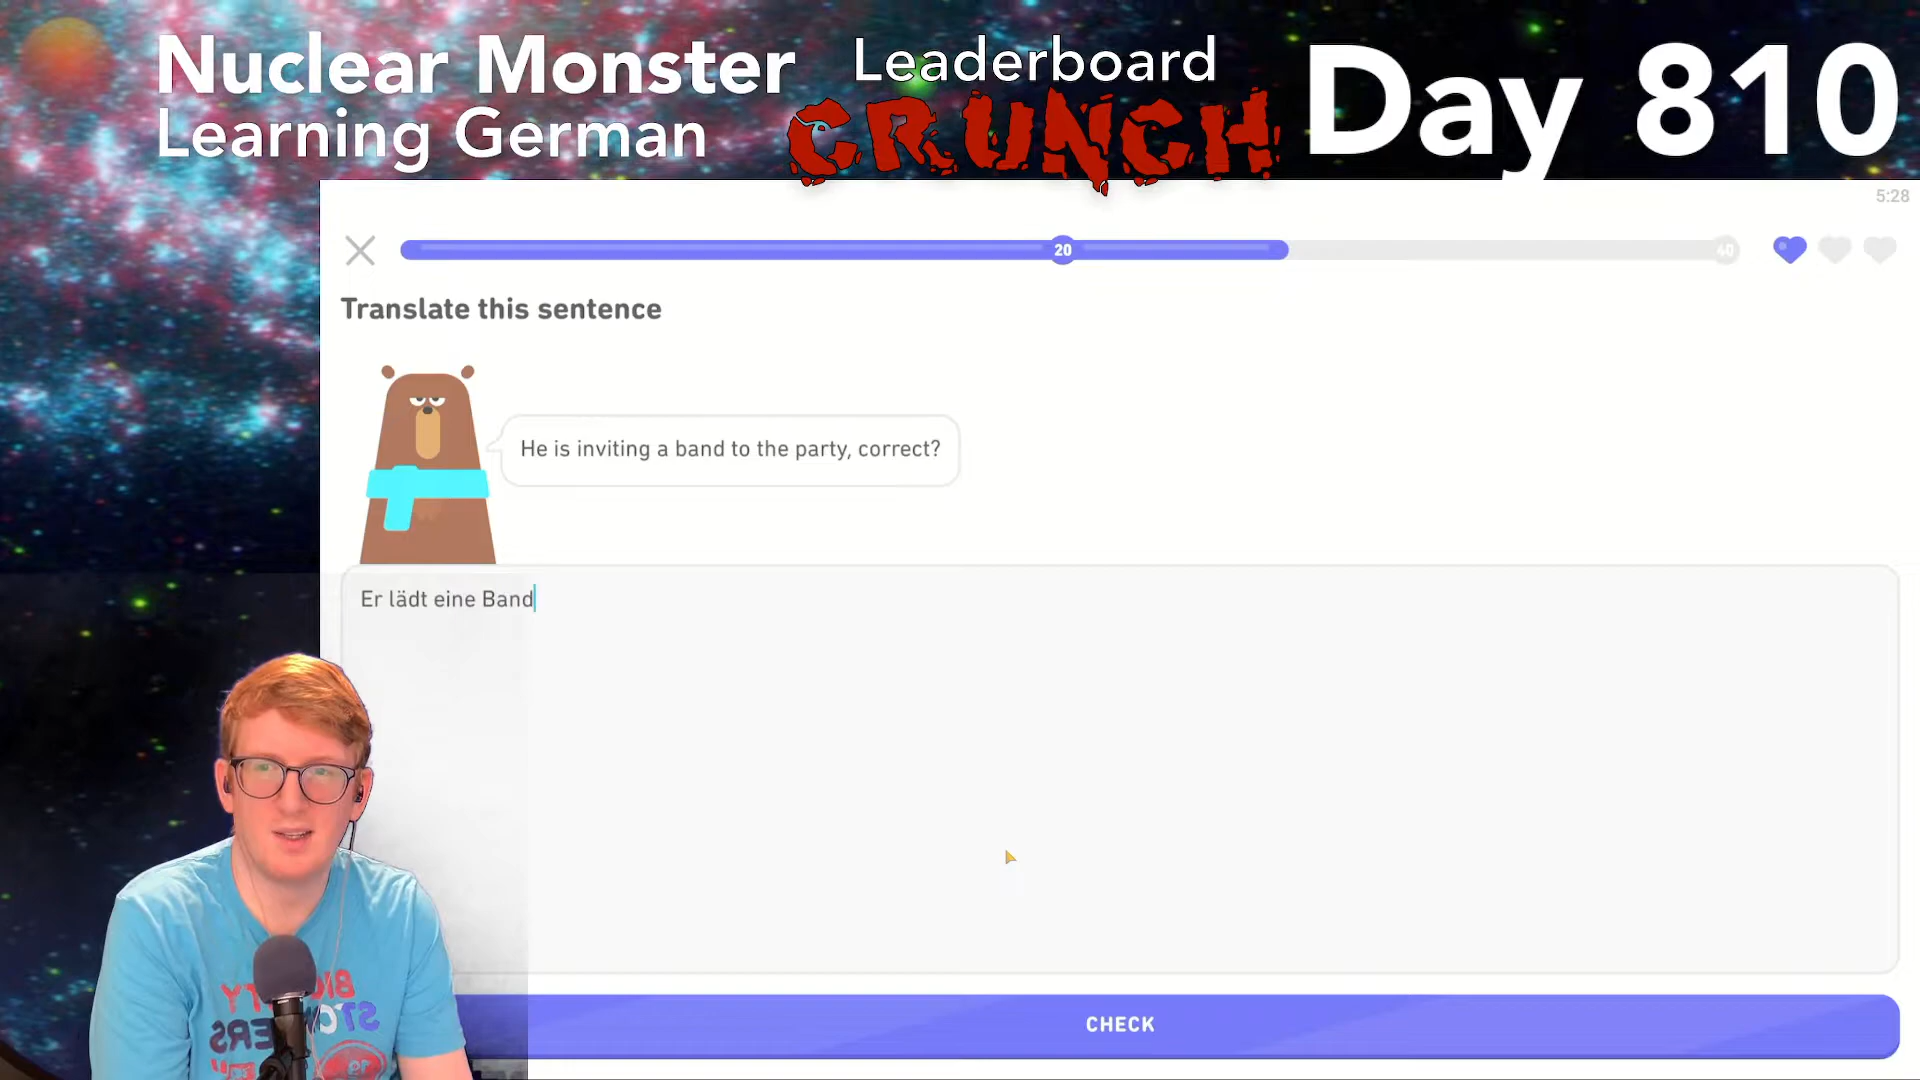 Nuclear Monster
Learning German
Leaderboard
CRUNCH
Day 810
5:28
20
40
Translate this sentence
He is inviting a band to the party, correct?
Er lädt eine Band
CHECK